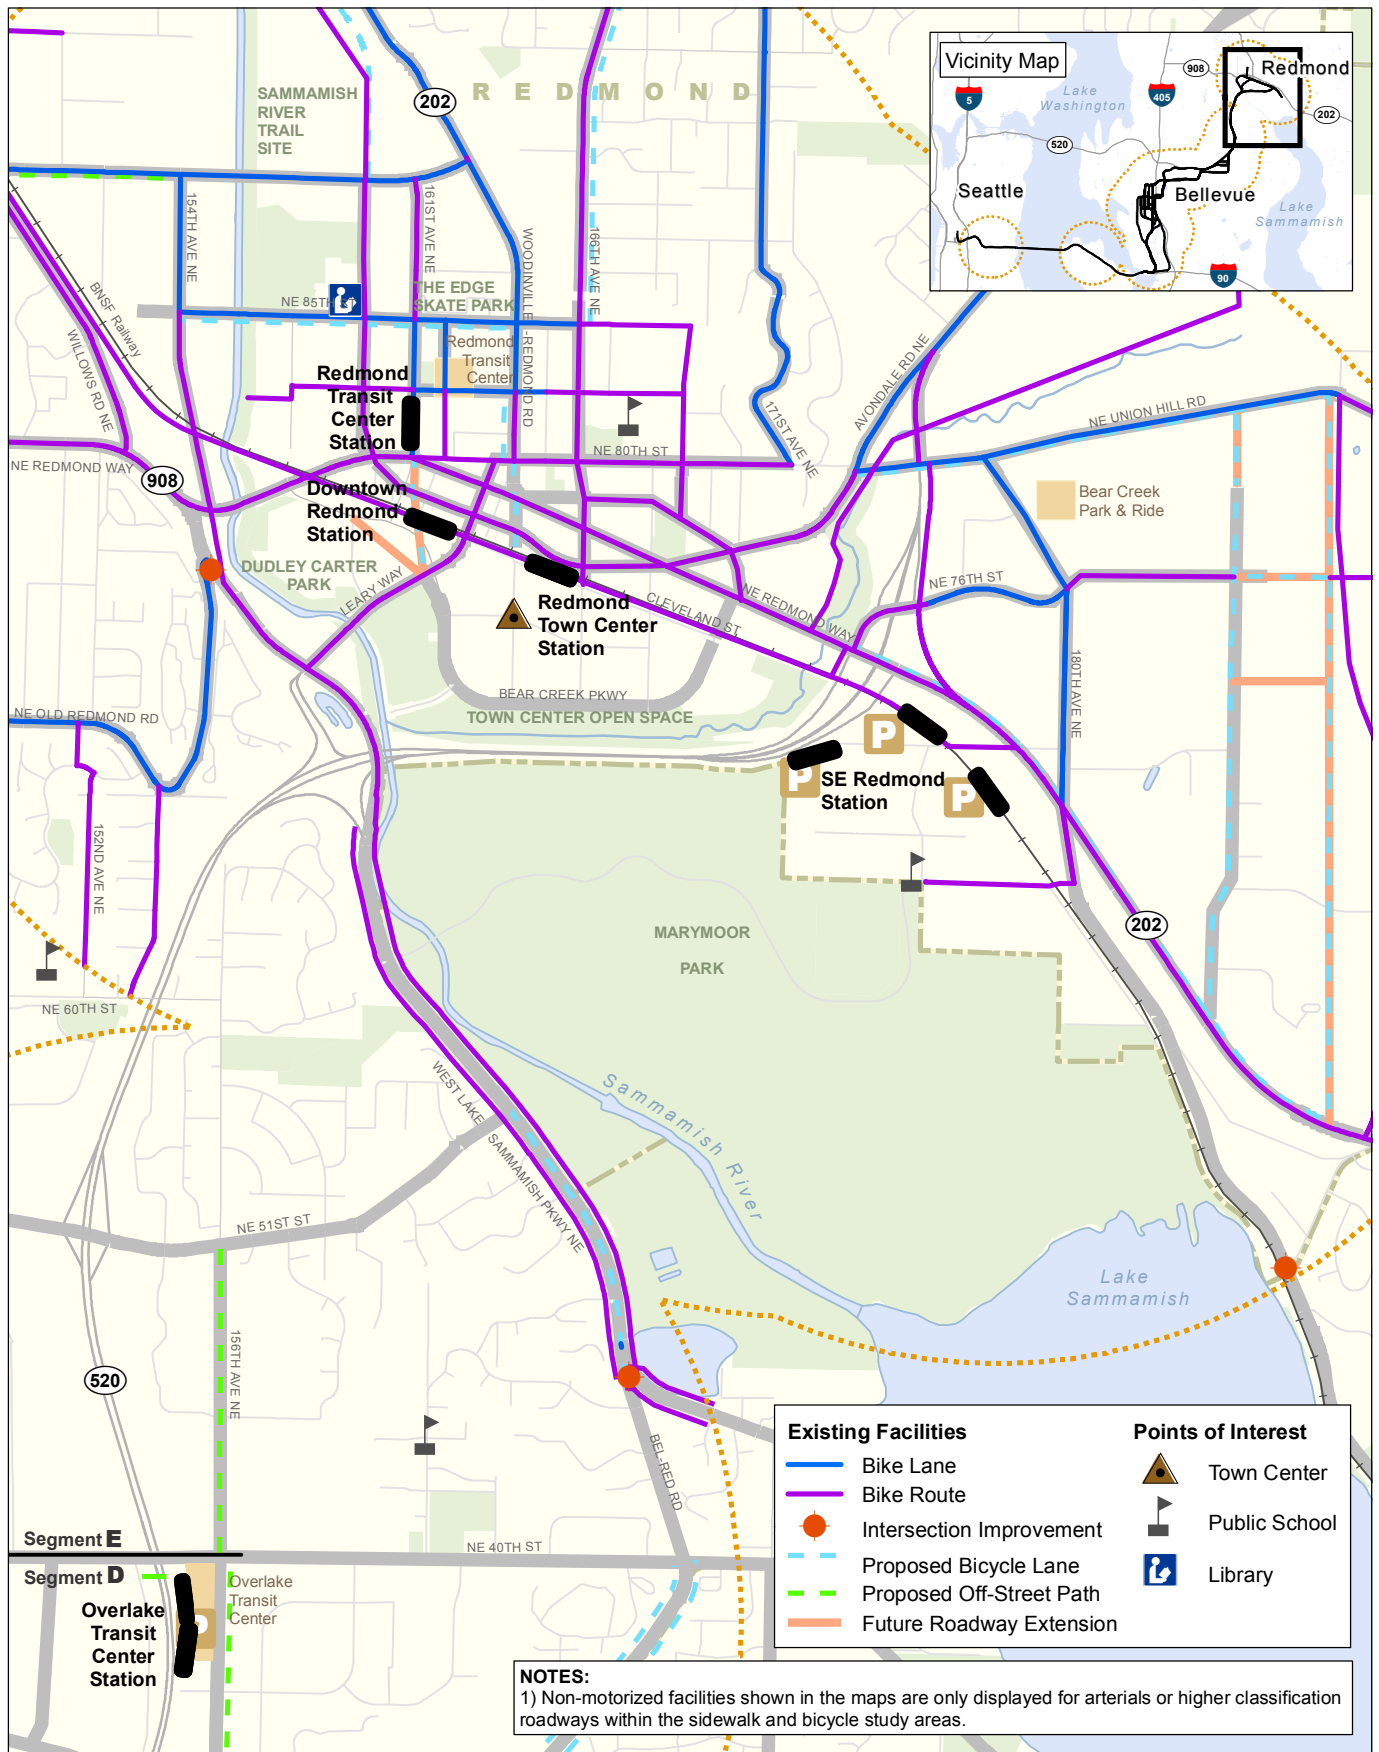 Vicinity Map
908
Redmond
Lake
Washington
5
405
202
520
Seattle
Bellevue
Lake
Sammamish
90
REDMOND
202
SAMMAMISH
RIVER
TRAIL
SITE
154TH AVE NE
161ST AVE NE
WOODINVILLE-REDMOND RD
166TH AVE NE
BNSF Railway
WILLOWS RD NE
NE 85TH ST
THE EDGE
SKATE PARK
Redmond
Transit
Center
Redmond
Transit
Center
Station
171ST AVE NE
AVONDALE RD NE
NE UNION HILL RD
NE REDMOND WAY
908
NE 80TH ST
Downtown
Redmond
Station
Bear Creek
Park & Ride
DUDLEY CARTER
PARK
LEARY WAY
Redmond
Town Center
Station
CLEVELAND ST
NE REDMOND WAY
NE 76TH ST
180TH AVE NE
BEAR CREEK PKWY
TOWN CENTER OPEN SPACE
NE OLD REDMOND RD
P
P
P
SE Redmond
Station
152ND AVE NE
MARYMOOR
PARK
202
NE 60TH ST
WEST LAKE SAMMAMISH PKWY NE
Sammamish River
NE 51ST ST
Lake
Sammamish
156TH AVE NE
520
BEL-RED RD
NE 40TH ST
Segment E
Segment D
Overlake
Transit
Center
P
Overlake
Transit
Center
Station
Existing Facilities
Bike Lane
Bike Route
Intersection Improvement
Proposed Bicycle Lane
Proposed Off-Street Path
Future Roadway Extension
Points of Interest
Town Center
Public School
Library
NOTES:
1) Non-motorized facilities shown in the maps are only displayed for arterials or higher classification
roadways within the sidewalk and bicycle study areas.